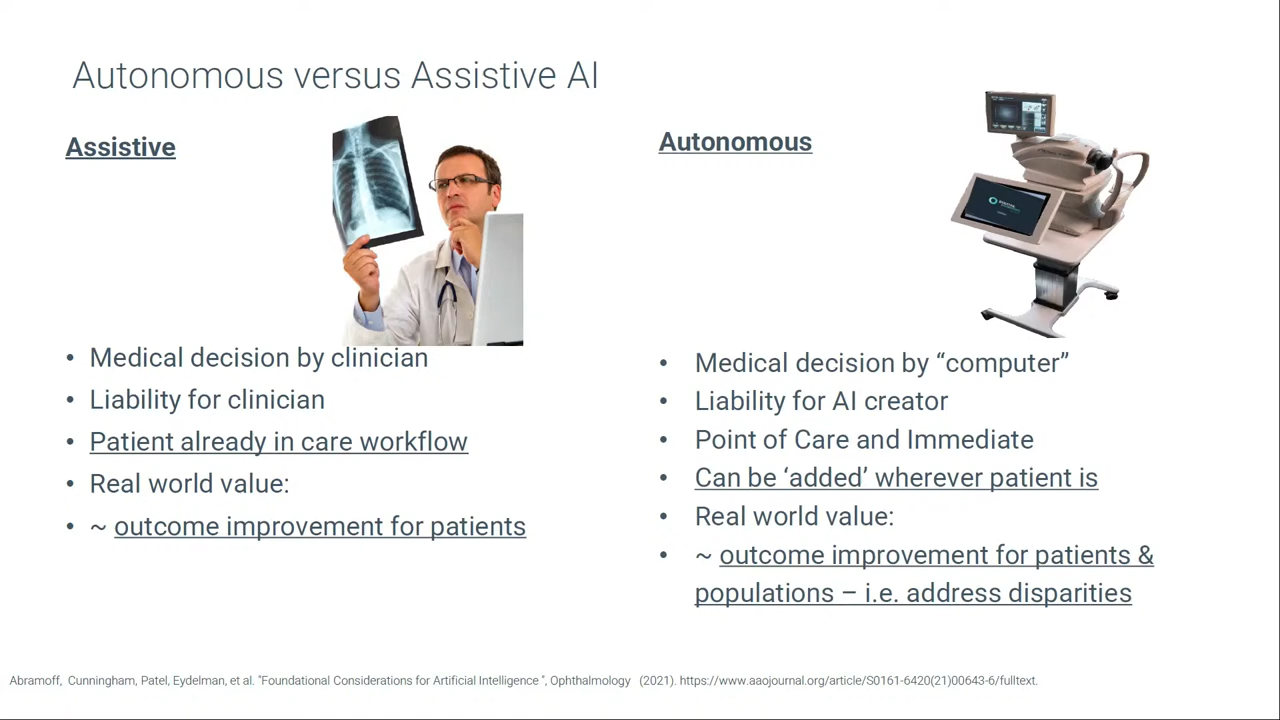 Autonomous versus Assistive AI
Assistive
• Medical decision by clinician
• Liability for clinician
• Patient already in care workflow
• Real world value:
• ~ outcome improvement for patients
Autonomous
• Medical decision by “computer”
• Liability for AI creator
• Point of Care and Immediate
• Can be ‘added’ wherever patient is
• Real world value:
• ~ outcome improvement for patients &
populations – i.e. address disparities
Abramoff, Cunningham, Patel, Eydelman, et al. "Foundational Considerations for Artificial Intelligence ", Ophthalmology (2021). https://www.aaojournal.org/article/S0161-6420(21)00643-6/fulltext.